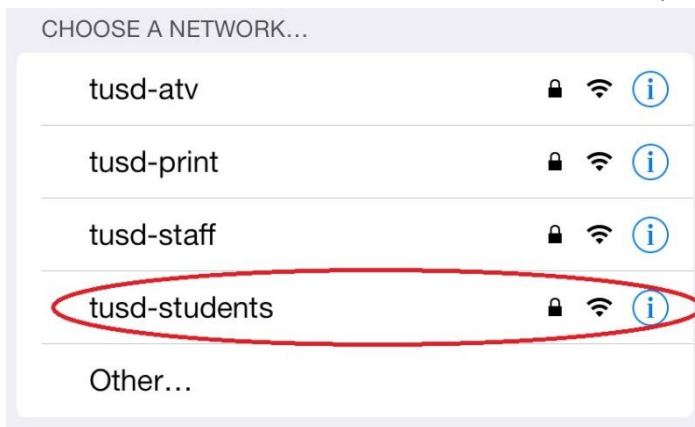 CHOOSE A NETWORK...
tusd-atv
tusd-print
tusd-staff
tusd-students
Other...